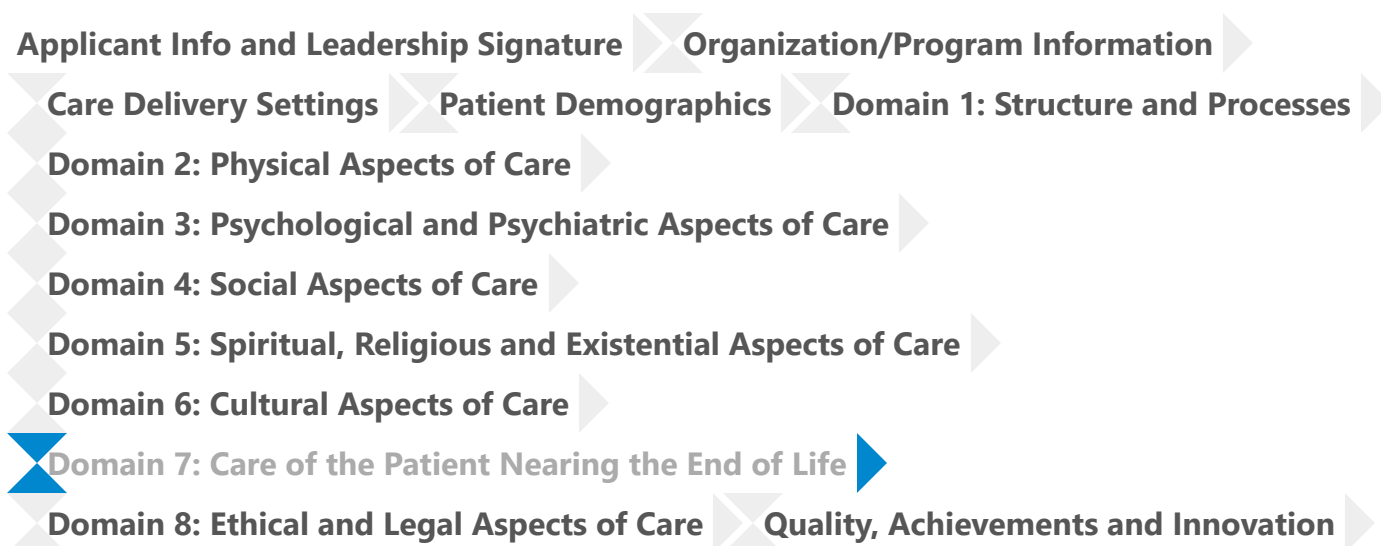 Applicant Info and Leadership Signature Organization/Program Information
Care Delivery Settings Patient Demographics Domain 1: Structure and Processes
Domain 2: Physical Aspects of Care
Domain 3: Psychological and Psychiatric Aspects of Care
Domain 4: Social Aspects of Care
Domain 5: Spiritual, Religious and Existential Aspects of Care
Domain 6: Cultural Aspects of Care
Domain 7: Care of the Patient Nearing the End of Life
Domain 8: Ethical and Legal Aspects of Care Quality, Achievements and Innovation